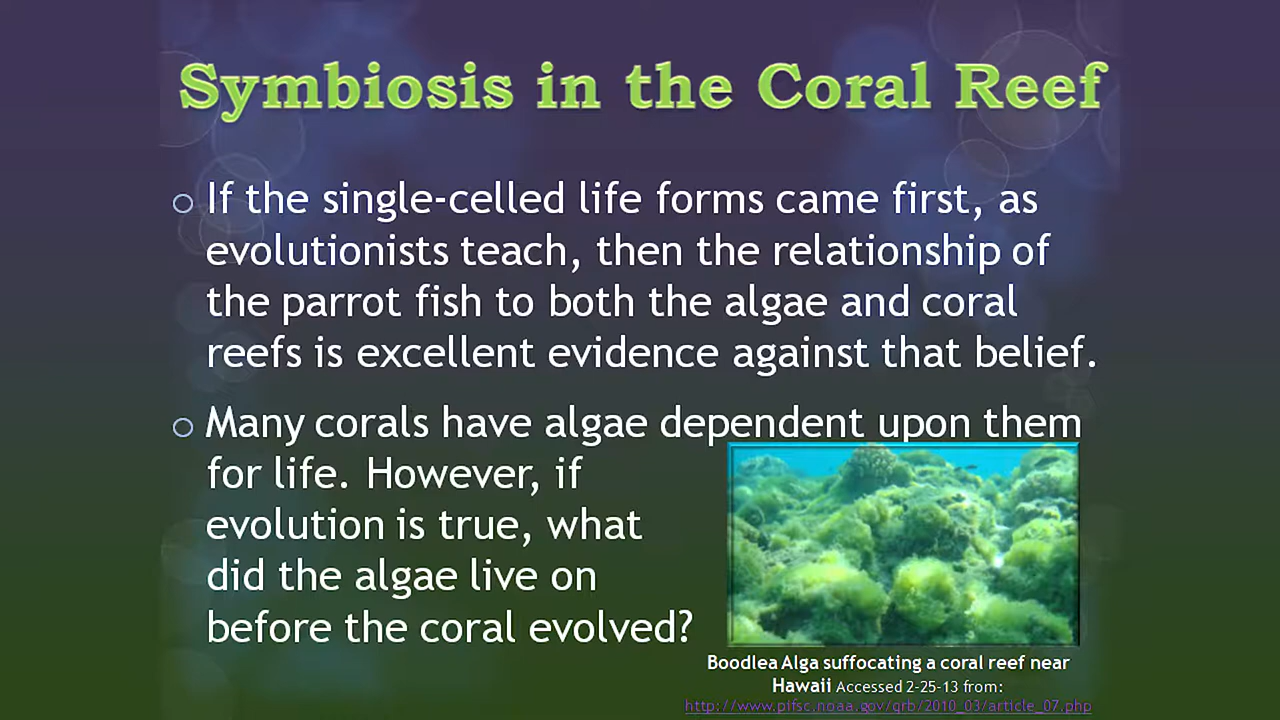 Symbiosis in the Coral Reef
If the single-celled life forms came first, as
evolutionists teach, then the relationship of
the parrot fish to both the algae and coral
reefs is excellent evidence against that belief.
Many corals have algae dependent upon them
for life. However, if
evolution is true, what
did the algae live on
before the coral evolved?
Boodlea Alga suffocating a coral reef near
Hawaii Accessed 2-25-13 from:
http://www.pifsc.noaa.gov/qrb/2010_03/article_07.php